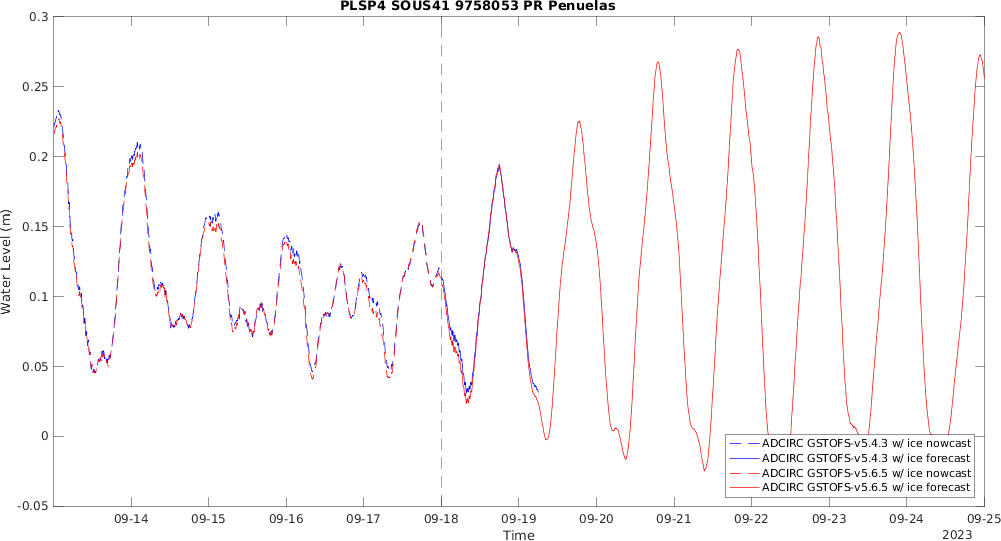 PLSP4 SOUS41 9758053 PR Penuelas
Water Level (m)
0.3
0.25
0.2
0.15
0.1
0.05
0
-0.05
09-14 09-15 09-16 09-17 09-18 09-19 09-20 09-21 09-22 09-23 09-24 09-25
Time
2023
ADCIRC GSTOFS-v5.4.3 w/ ice nowcast
ADCIRC GSTOFS-v5.4.3 w/ ice forecast
ADCIRC GSTOFS-v5.6.5 w/ ice nowcast
ADCIRC GSTOFS-v5.6.5 w/ ice forecast